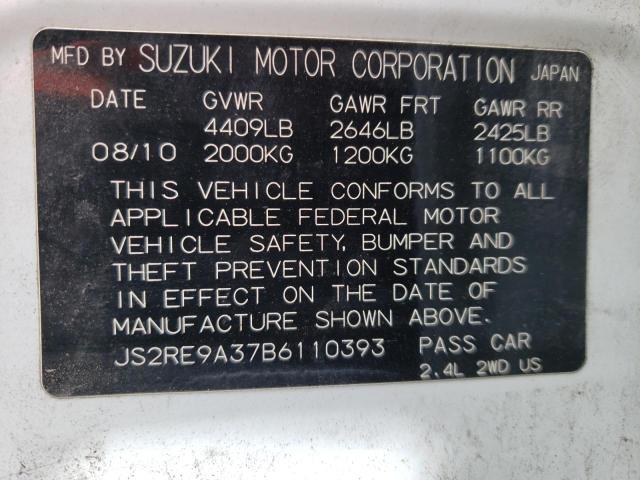 MFD BY SUZUKI MOTOR CORPORATION JAPAN
DATE GVWR GAWR FRT GAWR RR
4409LB 2646LB 2425LB
08/10 2000KG 1200KG 1100KG
THIS VEHICLE CONFORMS TO ALL
APPLICABLE FEDERAL MOTOR
VEHICLE SAFETY, BUMPER AND
THEFT PREVENTION STANDARDS
IN EFFECT ON THE DATE OF
MANUFACTURE SHOWN ABOVE.
JS2RE9A37B6110393 PASS CAR
2.4L 2WD US